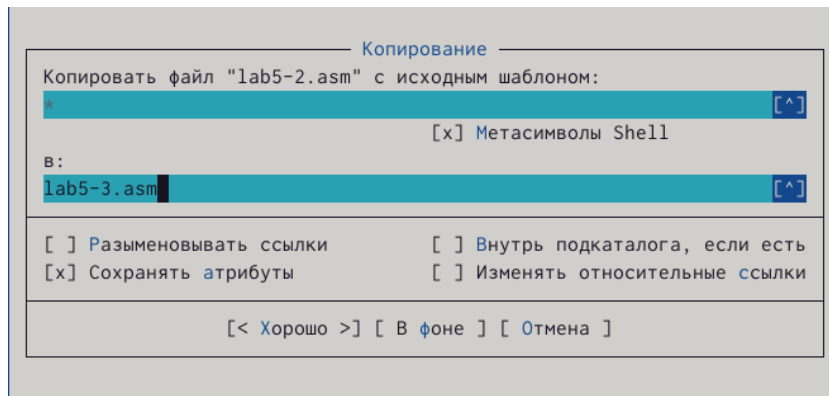 Копирование
Копировать файл "lab5-2.asm" с исходным шаблоном:
* [^]
[x] Метасимволы Shell
в:
lab5-3.asm [^]
[ ] Разыменовывать ссылки [ ] Внутрь подкаталога, если есть
[x] Сохранять атрибуты [ ] Изменять относительные ссылки
[< Хорошо >] [ В фоне ] [ Отмена ]